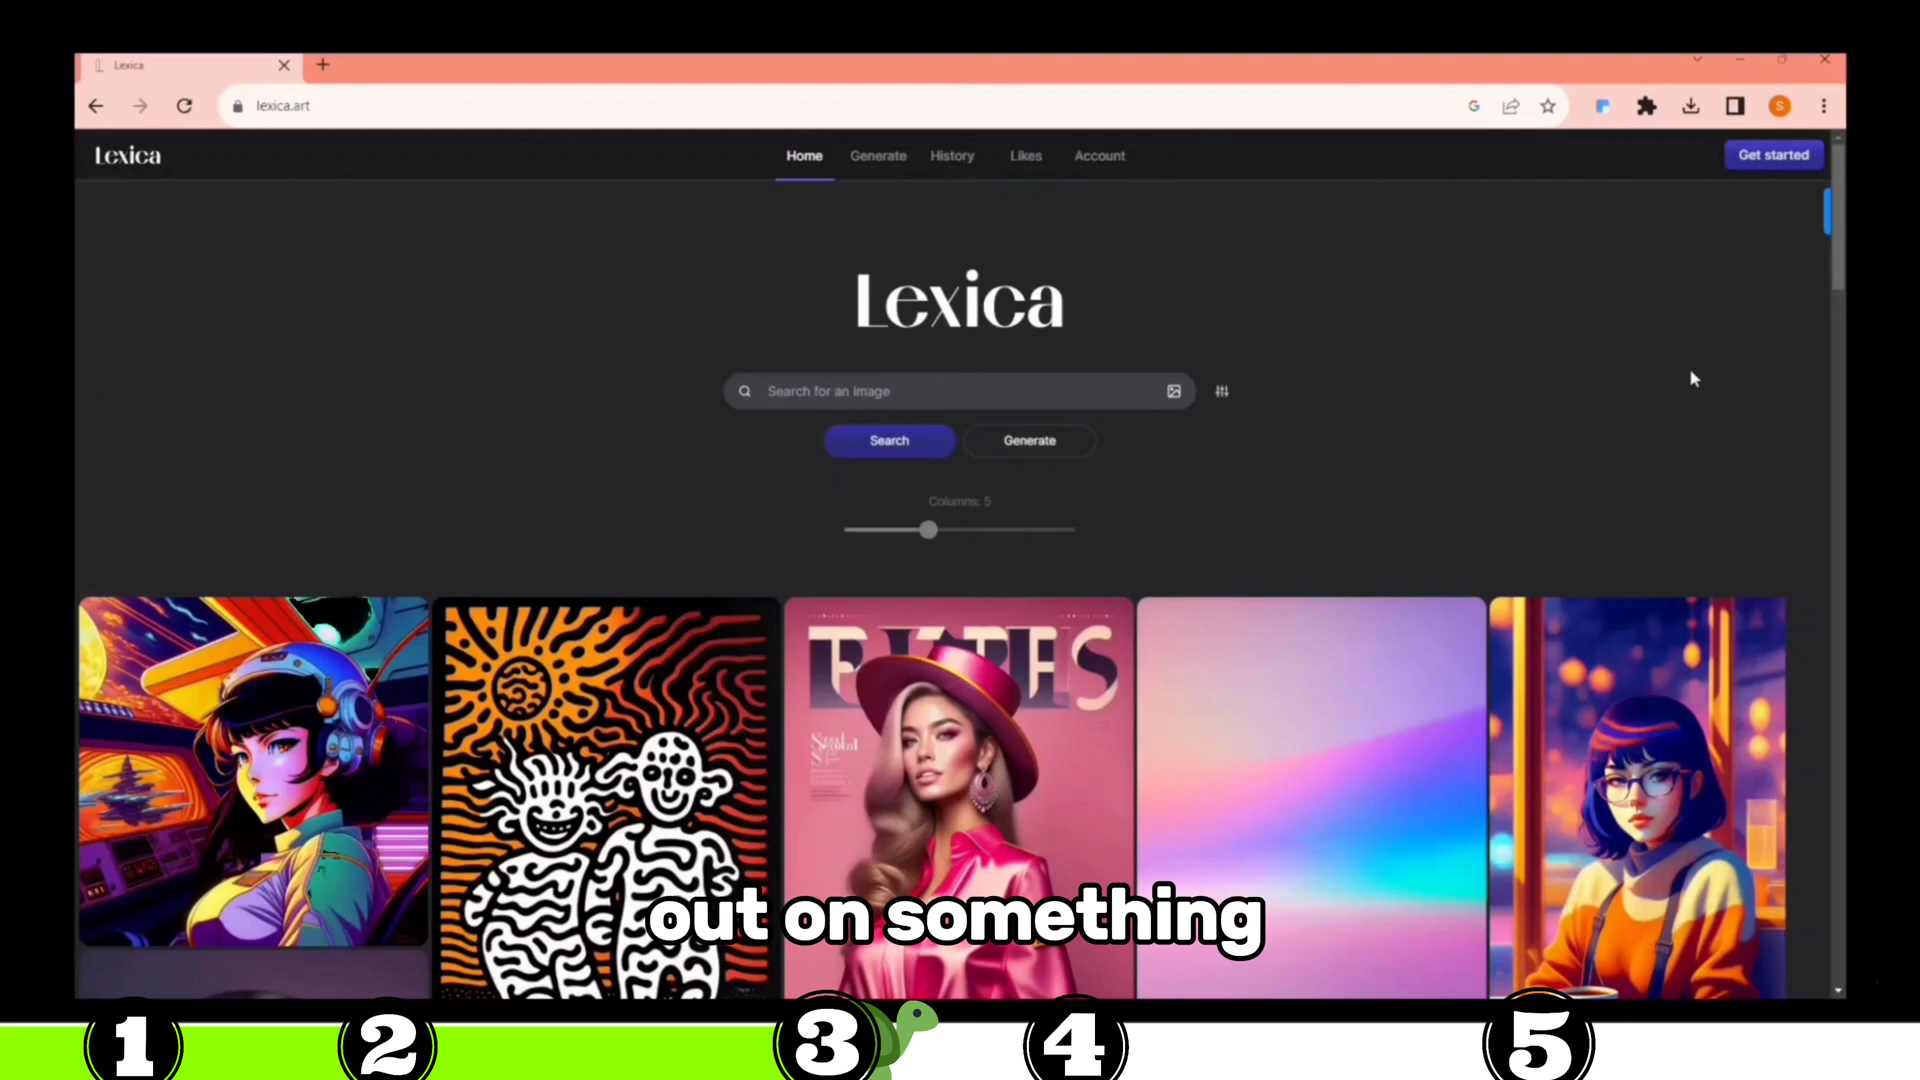 Lexica
lexica.art
S
Lexica
Home Generate History Likes Account
Get started
Lexica
Search for an image
Search Generate
Columns: 5
out on something
1 2 3 4 5